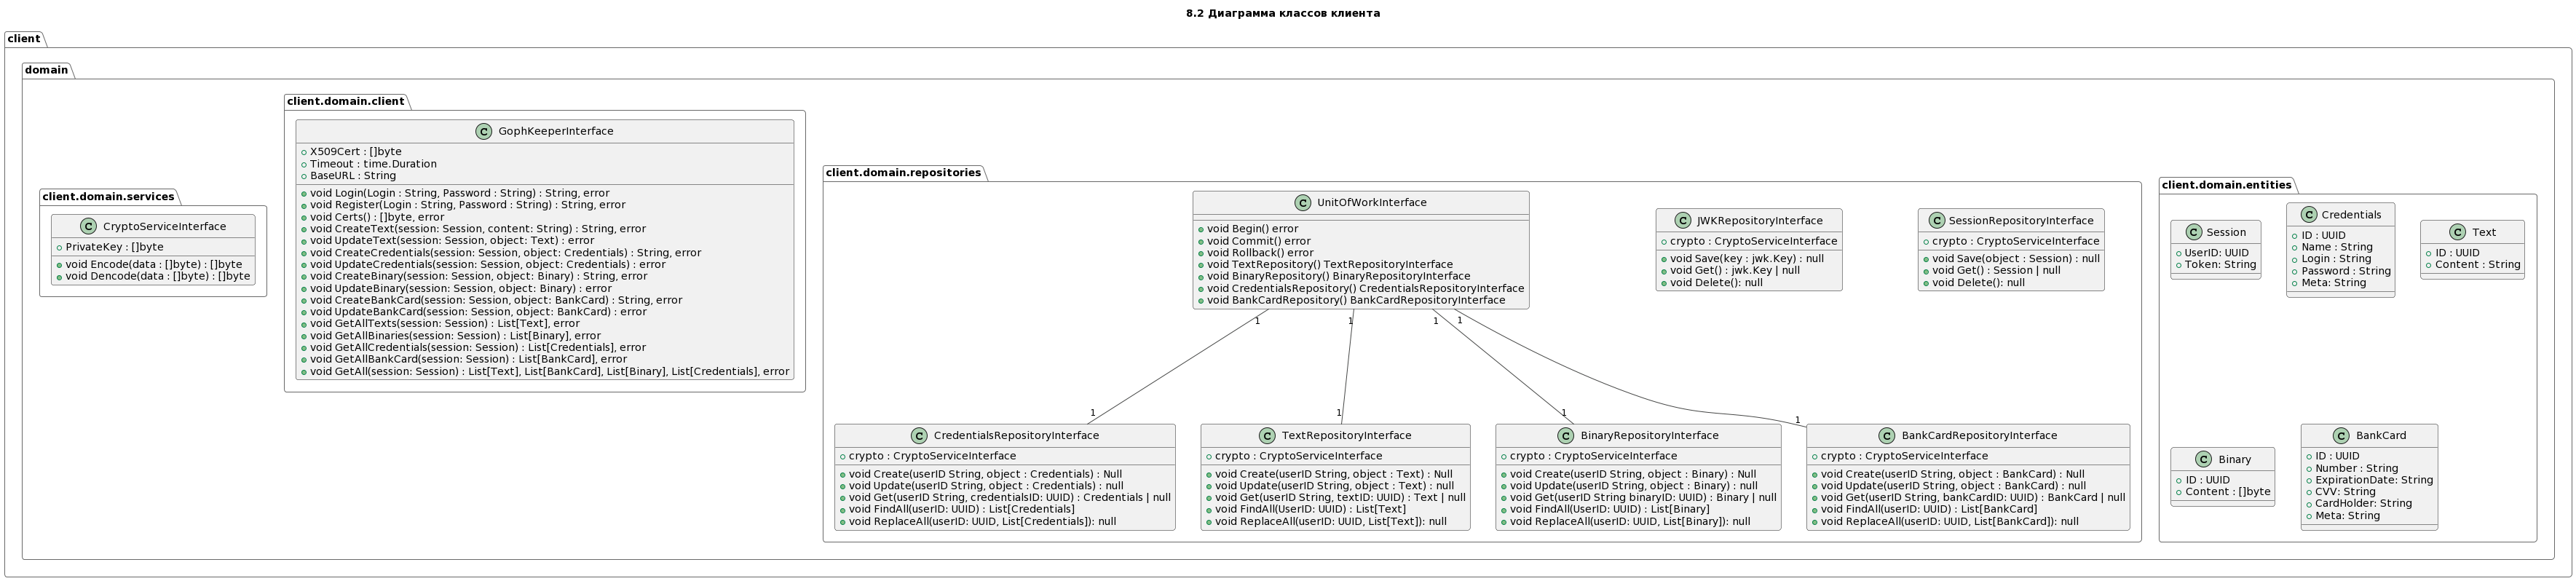 8.2 Диаграмма классов клиента
client
domain
client.domain.services
CryptoServiceInterface
PrivateKey : []byte
void Encode(data : []byte) : []byte
void Dencode(data : []byte) : []byte
client.domain.client
GophKeeperInterface
X509Cert : []byte
Timeout : time.Duration
BaseURL : String
void Login(Login : String, Password : String) : String, error
void Register(Login : String, Password : String) : String, error
void Certs() : []byte, error
void CreateText(session: Session, content: String) : String, error
void UpdateText(session: Session, object: Text) : error
void CreateCredentials(session: Session, object: Credentials) : String, error
void UpdateCredentials(session: Session, object: Credentials) : error
void CreateBinary(session: Session, object: Binary) : String, error
void UpdateBinary(session: Session, object: Binary) : error
void CreateBankCard(session: Session, object: BankCard) : String, error
void UpdateBankCard(session: Session, object: BankCard) : error
void GetAllTexts(session: Session) : List[Text], error
void GetAllBinaries(session: Session) : List[Binary], error
void GetAllCredentials(session: Session) : List[Credentials], error
void GetAllBankCard(session: Session) : List[BankCard], error
void GetAll(session: Session) : List[Text], List[BankCard], List[Binary], List[Credentials], error
client.domain.repositories
UnitOfWorkInterface
void Begin() error
void Commit() error
void Rollback() error
void TextRepository() TextRepositoryInterface
void BinaryRepository() BinaryRepositoryInterface
void CredentialsRepository() CredentialsRepositoryInterface
void BankCardRepository() BankCardRepositoryInterface
JWKRepositoryInterface
crypto : CryptoServiceInterface
void Save(key : jwk.Key) : null
void Get() : jwk.Key | null
void Delete(): null
SessionRepositoryInterface
crypto : CryptoServiceInterface
void Save(object : Session) : null
void Get() : Session | null
void Delete(): null
1
1
1
1
1
1
1
1
CredentialsRepositoryInterface
crypto : CryptoServiceInterface
void Create(userID String, object : Credentials) : Null
void Update(userID String, object : Credentials) : null
void Get(userID String, credentialsID: UUID) : Credentials | null
void FindAll(userID: UUID) : List[Credentials]
void ReplaceAll(userID: UUID, List[Credentials]): null
TextRepositoryInterface
crypto : CryptoServiceInterface
void Create(userID String, object : Text) : Null
void Update(userID String, object : Text) : null
void Get(userID String, textID: UUID) : Text | null
void FindAll(userID: UUID) : List[Text]
void ReplaceAll(userID: UUID, List[Text]): null
BinaryRepositoryInterface
crypto : CryptoServiceInterface
void Create(userID String, object : Binary) : Null
void Update(userID String, object : Binary) : null
void Get(userID String binaryID: UUID) : Binary | null
void FindAll(userID: UUID) : List[Binary]
void ReplaceAll(userID: UUID, List[Binary]): null
BankCardRepositoryInterface
crypto : CryptoServiceInterface
void Create(userID String, object : BankCard) : Null
void Update(userID String, object : BankCard) : null
void Get(userID String, bankCardID: UUID) : BankCard | null
void FindAll(userID: UUID) : List[BankCard]
void ReplaceAll(userID: UUID, List[BankCard]): null
client.domain.entities
Session
UserID: UUID
Token: String
Credentials
ID : UUID
Name : String
Login : String
Password : String
Meta: String
Text
ID : UUID
Content : String
Binary
ID : UUID
Content : []byte
BankCard
ID : UUID
Number : String
ExpirationDate: String
CVV: String
CardHolder: String
Meta: String